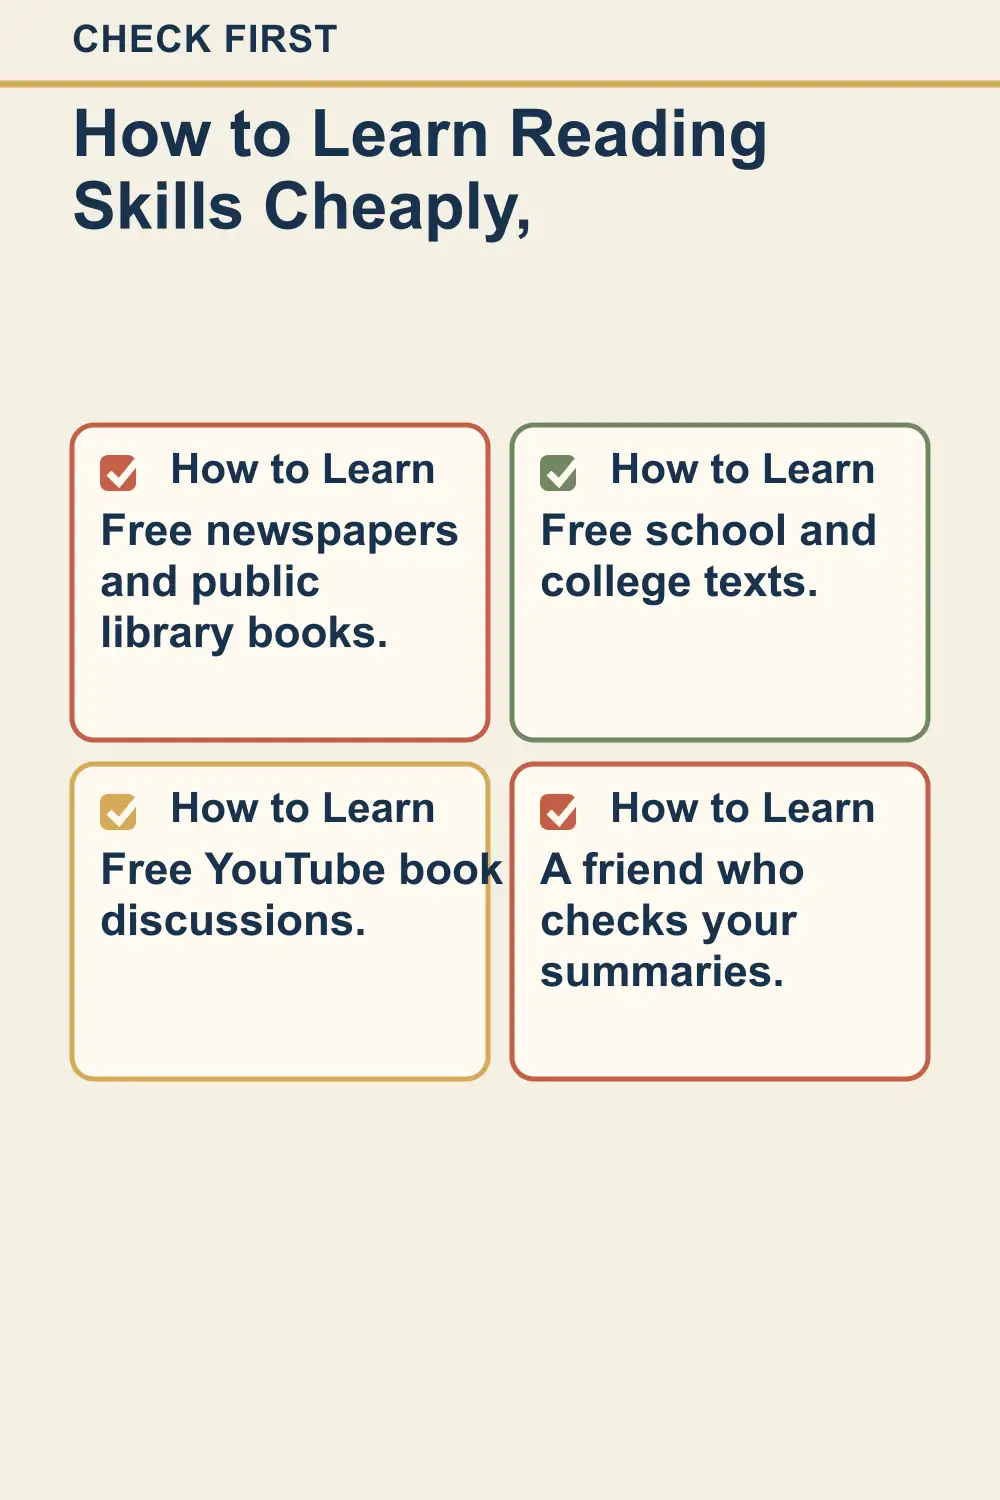 CHECK FIRST
How to Learn Reading
Skills Cheaply,
How to Learn
Free newspapers
and public
library books.
How to Learn
Free school and
college texts.
How to Learn
Free YouTube book
discussions.
How to Learn
A friend who
checks your
summaries.